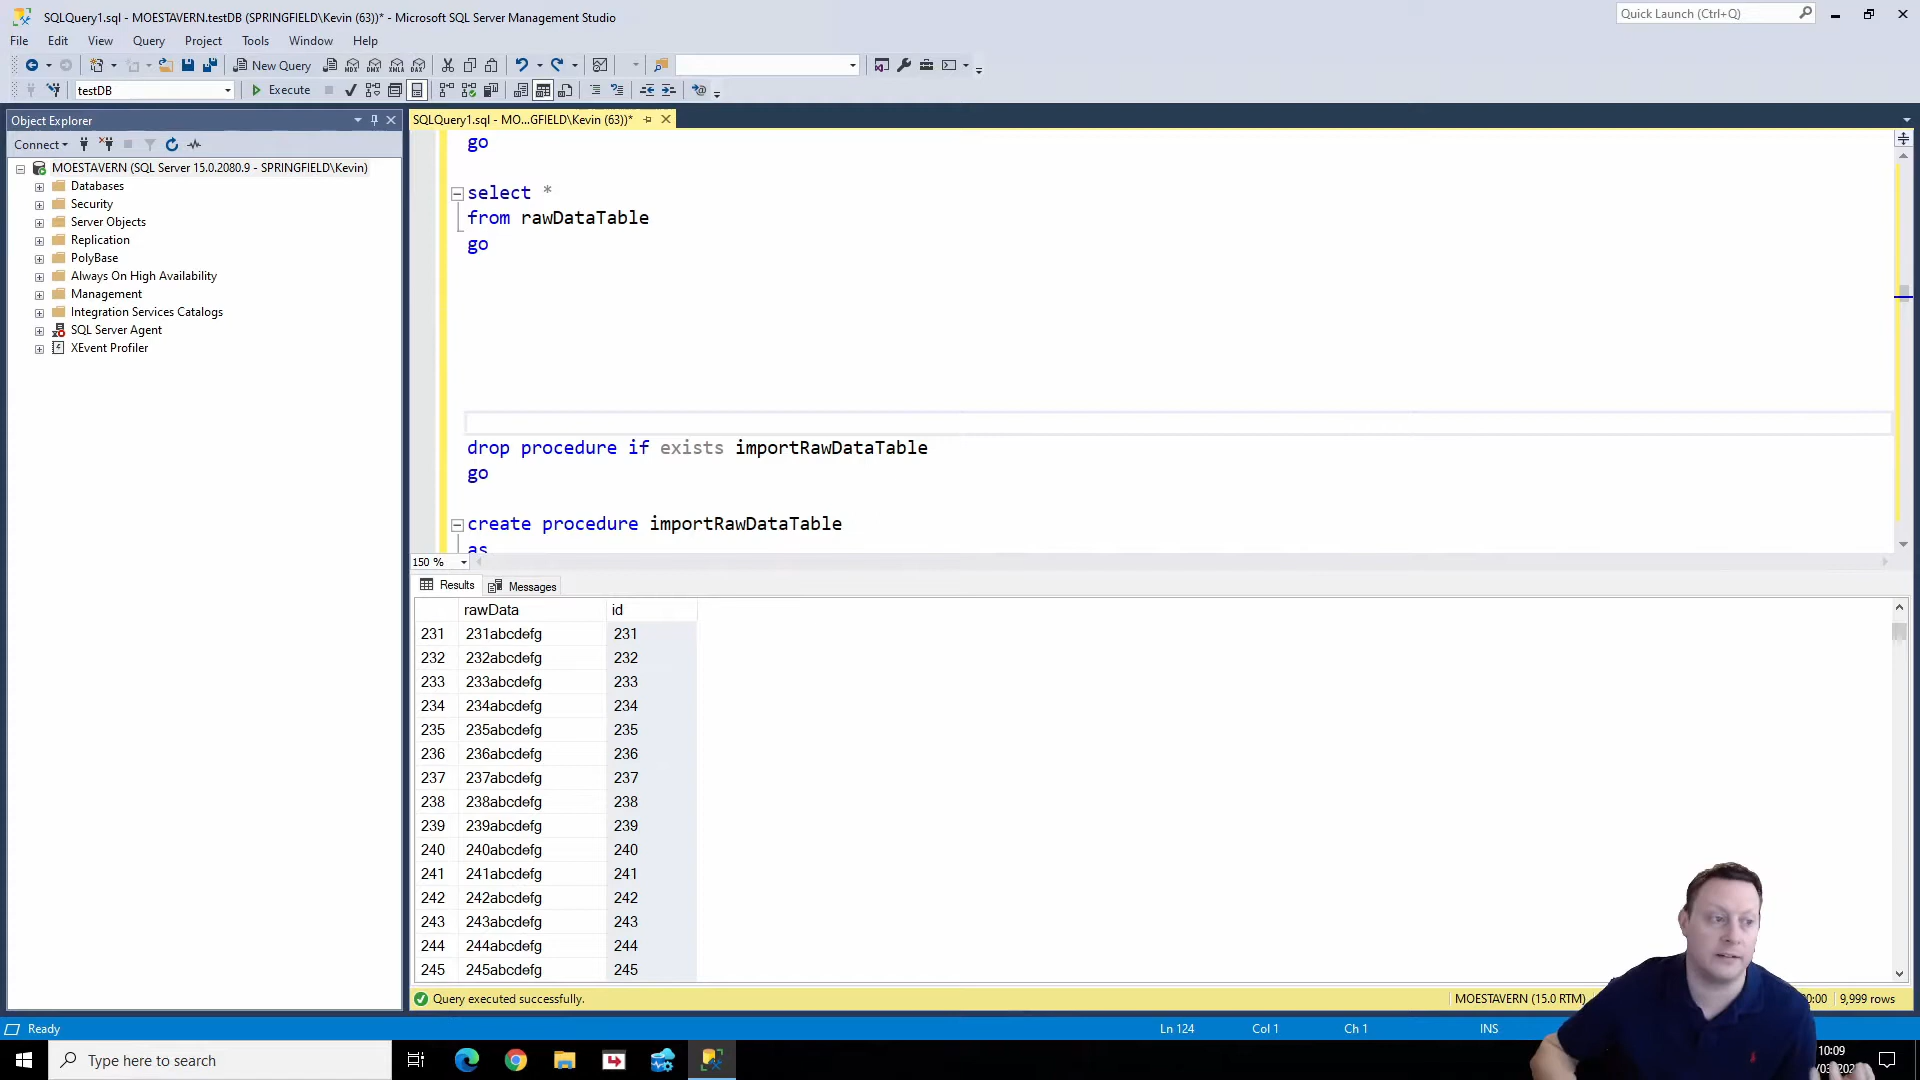 SQLQuery1.sql - MOESTAVERN.testDB (SPRINGFIELD\Kevin (63))* - Microsoft SQL Server Management Studio
Quick Launch (Ctrl+Q)
File Edit View Query Project Tools Window Help
New Query
MDX DMX XMLA DAX
testDB
Execute
Object Explorer
SQLQuery1.sql - MO...GFIELD\Kevin (63))*
Connect
MOESTAVERN (SQL Server 15.0.2080.9 - SPRINGFIELD\Kevin)
Databases
Security
Server Objects
Replication
PolyBase
Always On High Availability
Management
Integration Services Catalogs
SQL Server Agent
XEvent Profiler
go
select *
from rawDataTable
go
drop procedure if exists importRawDataTable
go
create procedure importRawDataTable
as
150 %
Results Messages
rawData id
231 231abcdefg 231
232 232abcdefg 232
233 233abcdefg 233
234 234abcdefg 234
235 235abcdefg 235
236 236abcdefg 236
237 237abcdefg 237
238 238abcdefg 238
239 239abcdefg 239
240 240abcdefg 240
241 241abcdefg 241
242 242abcdefg 242
243 243abcdefg 243
244 244abcdefg 244
245 245abcdefg 245
Query executed successfully.
MOESTAVERN (15.0 RTM)
9,999 rows
Ready
Ln 124 Col 1 Ch 1 INS
Type here to search
10:09